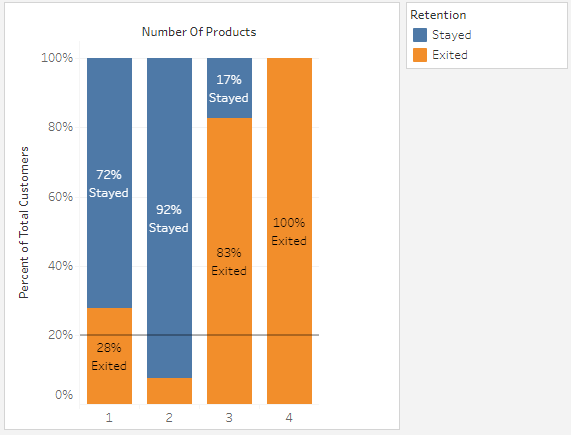 Number Of Products
Retention
Stayed
Exited
Percent of Total Customers
100%
80%
60%
40%
20%
0%
72%
Stayed
28%
Exited
92%
Stayed
17%
Stayed
83%
Exited
100%
Exited
1
2
3
4